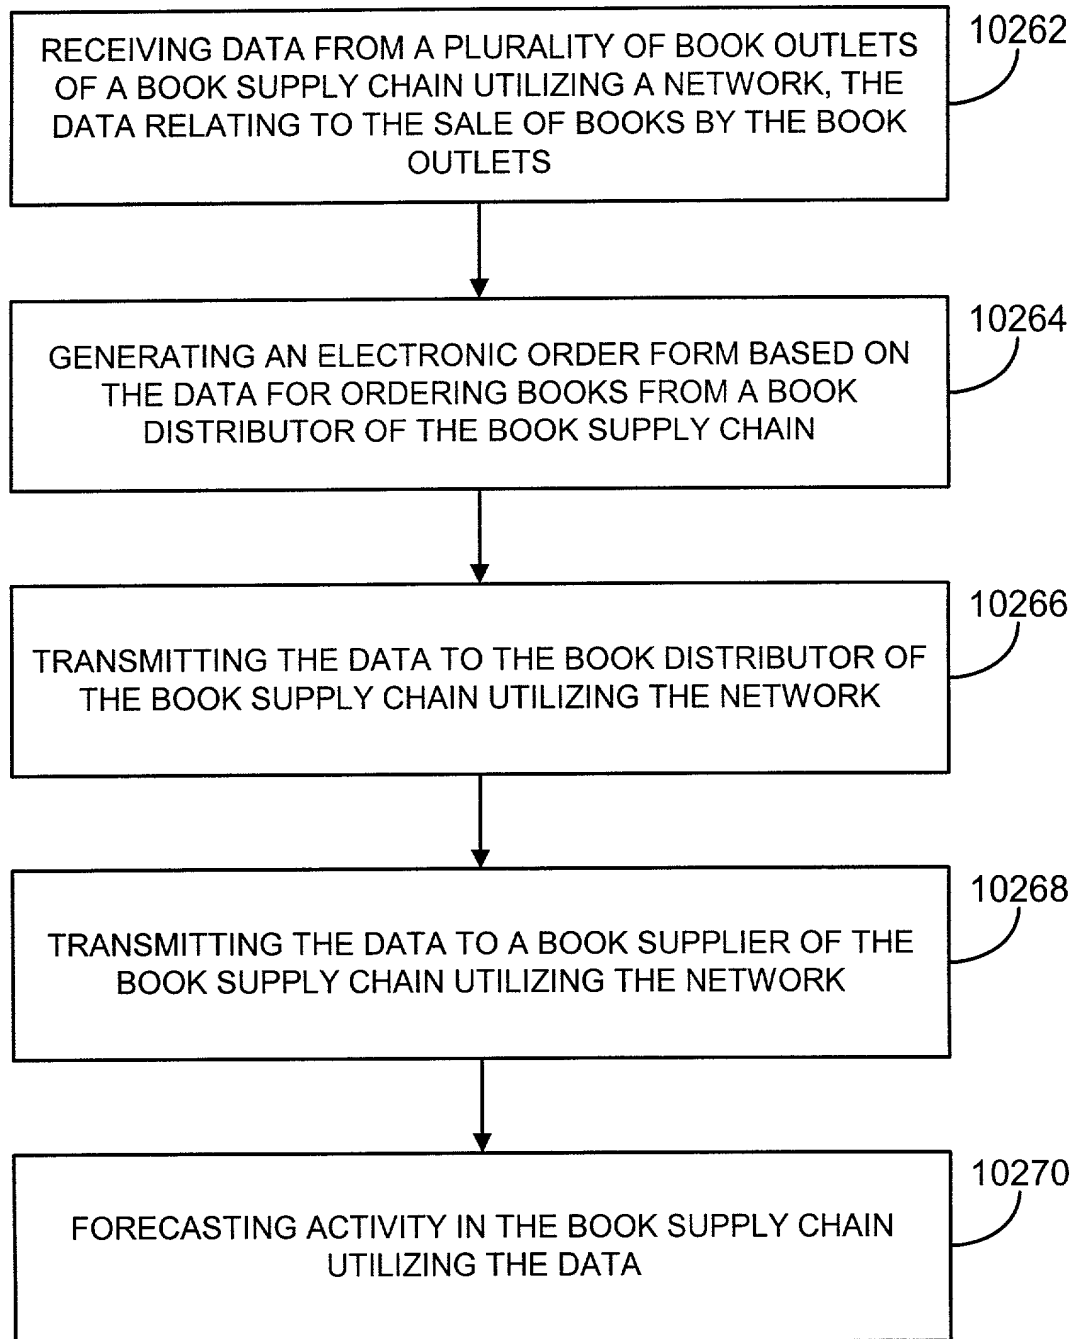 RECEIVING DATA FROM A PLURALITY OF BOOK OUTLETS
OF A BOOK SUPPLY CHAIN UTILIZING A NETWORK, THE
DATA RELATING TO THE SALE OF BOOKS BY THE BOOK
OUTLETS
10262
GENERATING AN ELECTRONIC ORDER FORM BASED ON
THE DATA FOR ORDERING BOOKS FROM A BOOK
DISTRIBUTOR OF THE BOOK SUPPLY CHAIN
10264
TRANSMITTING THE DATA TO THE BOOK DISTRIBUTOR OF
THE BOOK SUPPLY CHAIN UTILIZING THE NETWORK
10266
TRANSMITTING THE DATA TO A BOOK SUPPLIER OF THE
BOOK SUPPLY CHAIN UTILIZING THE NETWORK
10268
FORECASTING ACTIVITY IN THE BOOK SUPPLY CHAIN
UTILIZING THE DATA
10270